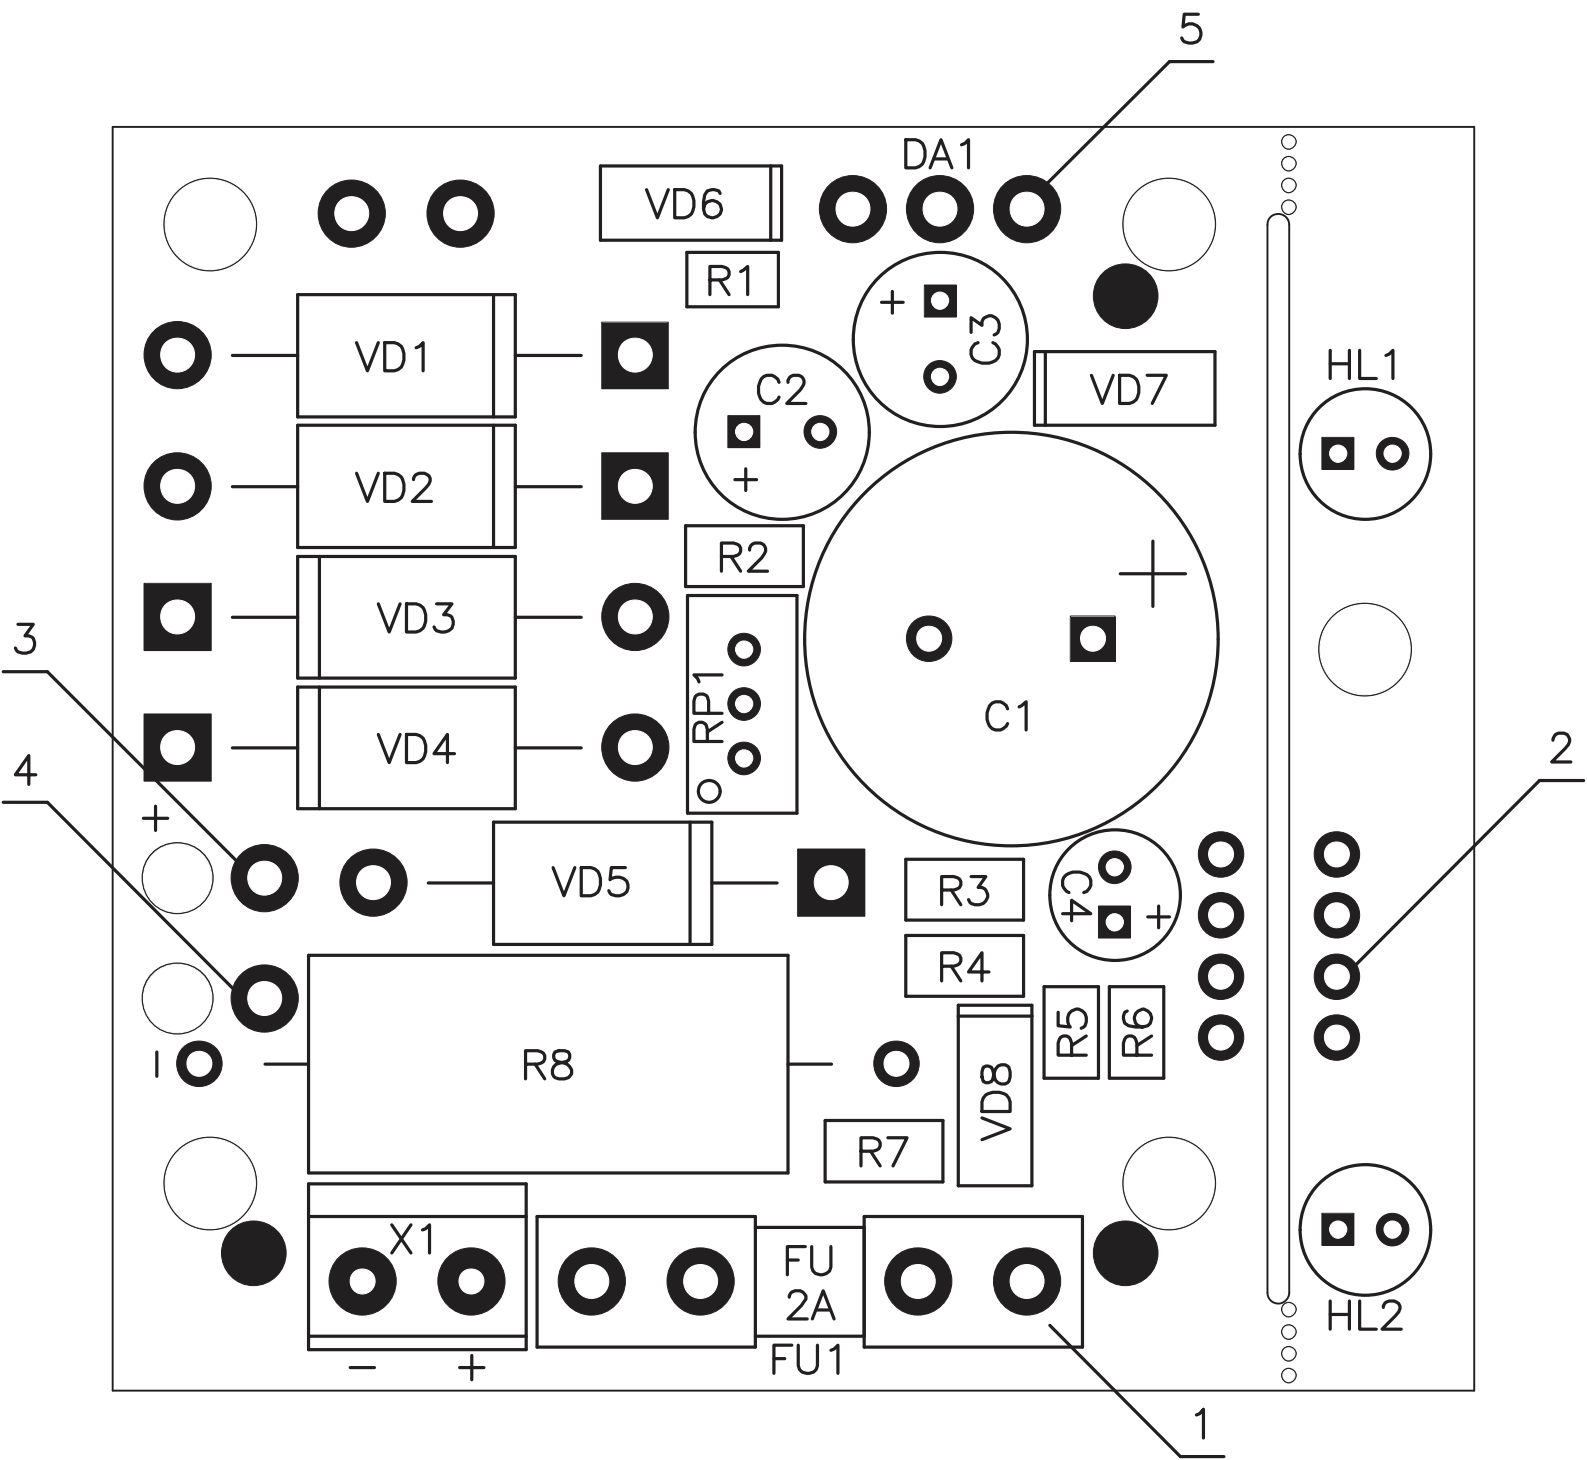 5
DA1
VD6
R1
C3
VD1
C2
+
+
VD7
HL1
VD2
R2
+
VD3
3
RP1
C1
VD4
4
2
+
VD5
R3
C4
+
R4
R5
R6
R8
–
VD8
R7
X1
FU
2A
HL2
–
+
FU1
1